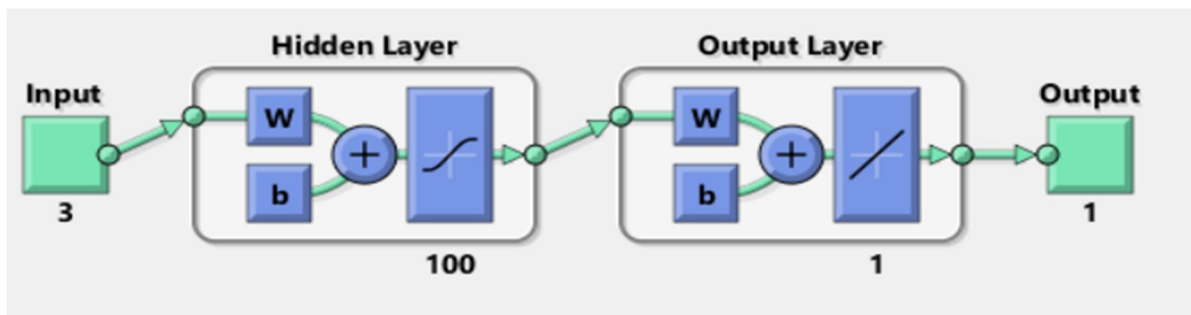 Hidden Layer
Output Layer
Input
Output
W
W
+
+
b
b
3
1
100
1